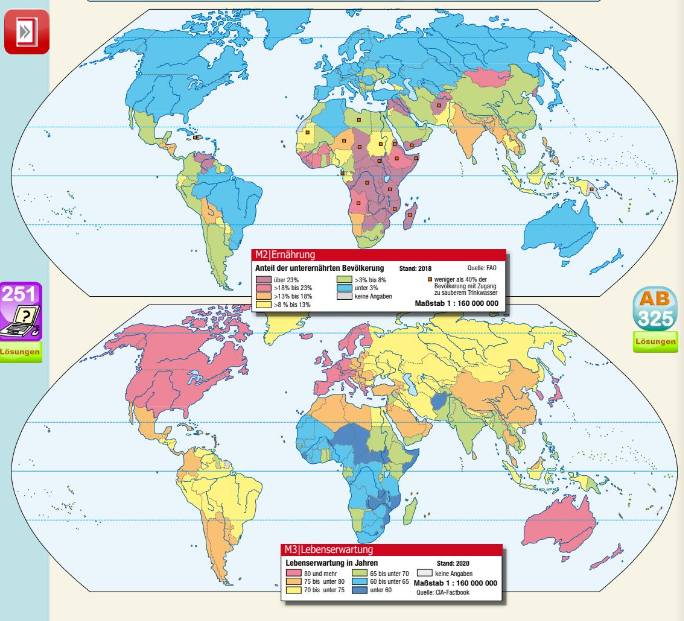 M2|Ernährung
Anteil der unterernährten Bevölkerung
Stand: 2018
Quelle: FAO
über 23%
>18% bis 23%
>13% bis 18%
>8 % bis 13%
>3% bis 8%
unter 3%
keine Angaben
weniger als 40% der
Bevölkerung mit Zugang
zu sauberem Trinkwasser
Maßstab 1 : 160 000 000
251
?
Lösungen
AB
325
Lösungen
M3|Lebenserwartung
Lebenserwartung in Jahren
Stand: 2020
80 und mehr
75 bis unter 80
70 bis unter 75
65 bis unter 70
60 bis unter 65
unter 60
keine Angaben
Maßstab 1 : 160 000 000
Quelle: CIA-Factbook